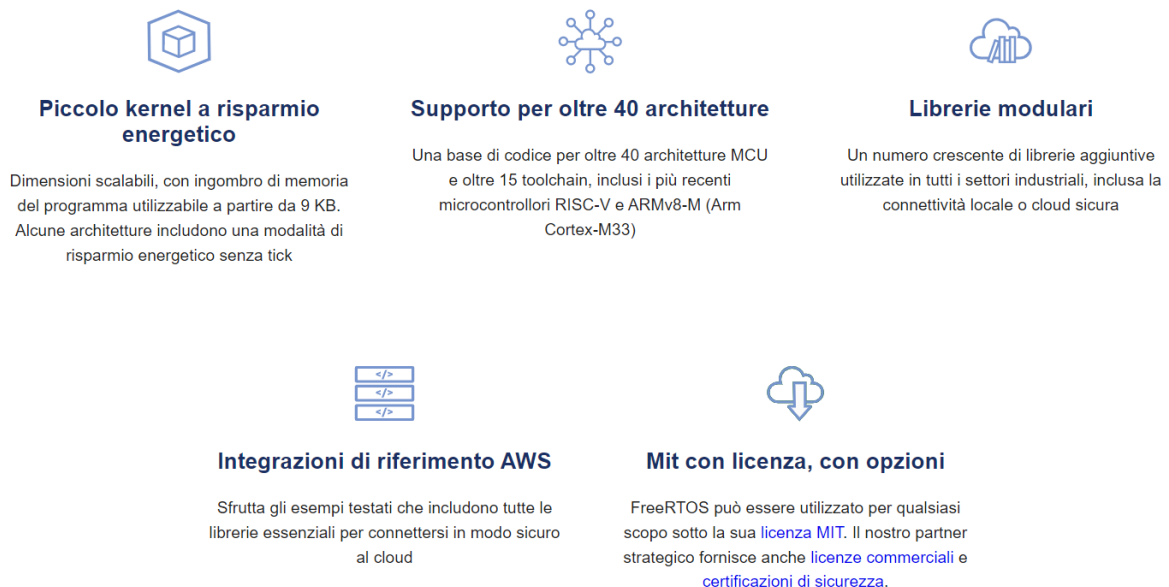 Piccolo kernel a risparmio
energetico
Dimensioni scalabili, con ingombro di memoria
del programma utilizzabile a partire da 9 KB.
Alcune architetture includono una modalità di
risparmio energetico senza tick
Supporto per oltre 40 architetture
Una base di codice per oltre 40 architetture MCU
e oltre 15 toolchain, inclusi i più recenti
microcontrollori RISC-V e ARMv8-M (Arm
Cortex-M33)
Librerie modulari
Un numero crescente di librerie aggiuntive
utilizzate in tutti i settori industriali, inclusa la
connettività locale o cloud sicura
</> 
</>
</>
Integrazioni di riferimento AWS
Sfrutta gli esempi testati che includono tutte le
librerie essenziali per connettersi in modo sicuro
al cloud
Mit con licenza, con opzioni
FreeRTOS può essere utilizzato per qualsiasi
scopo sotto la sua licenza MIT. Il nostro partner
strategico fornisce anche licenze commerciali e
certificazioni di sicurezza.